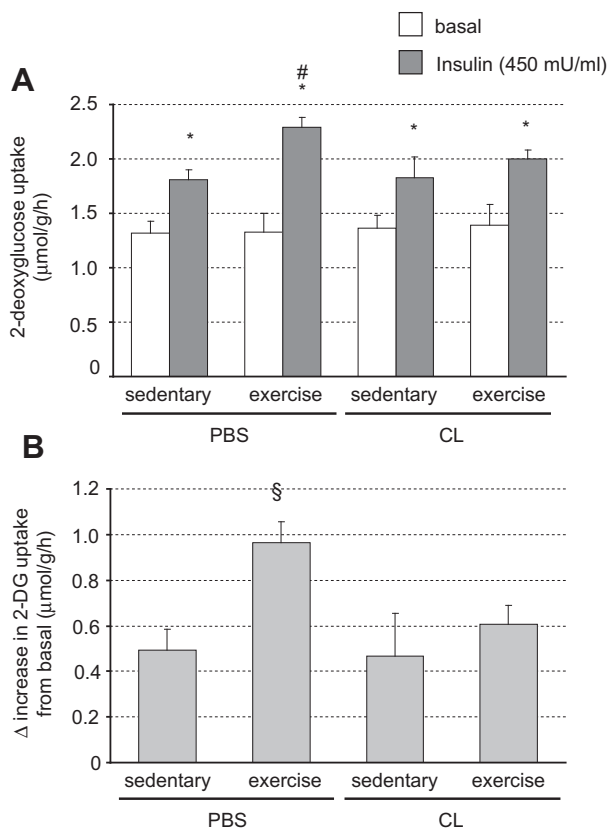 basal
Insulin (450 mU/ml)
A
2-deoxyglucose uptake
(μmol/g/h)
2.5
2.0
1.5
1.0
0.5
0
*
#
*
*
*
sedentary exercise sedentary exercise
PBS CL
B
Δ increase in 2-DG uptake
from basal (μmol/g/h)
1.2
1.0
0.8
0.6
0.4
0.2
0
§
sedentary exercise sedentary exercise
PBS CL